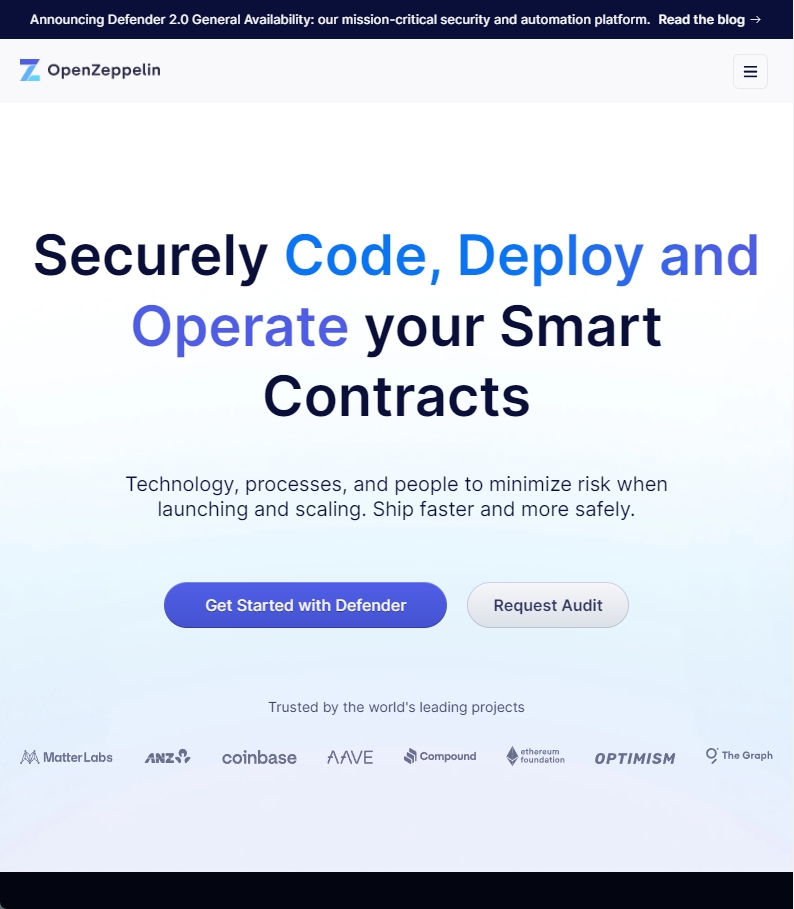 Announcing Defender 2.0 General Availability: our mission-critical security and automation platform. Read the blog →
OpenZeppelin
Securely Code, Deploy and
Operate your Smart
Contracts
Technology, processes, and people to minimize risk when
launching and scaling. Ship faster and more safely.
Get Started with Defender
Request Audit
Trusted by the world's leading projects
MatterLabs
ANZ
coinbase
AAVE
Compound
ethereum
foundation
OPTIMISM
The Graph